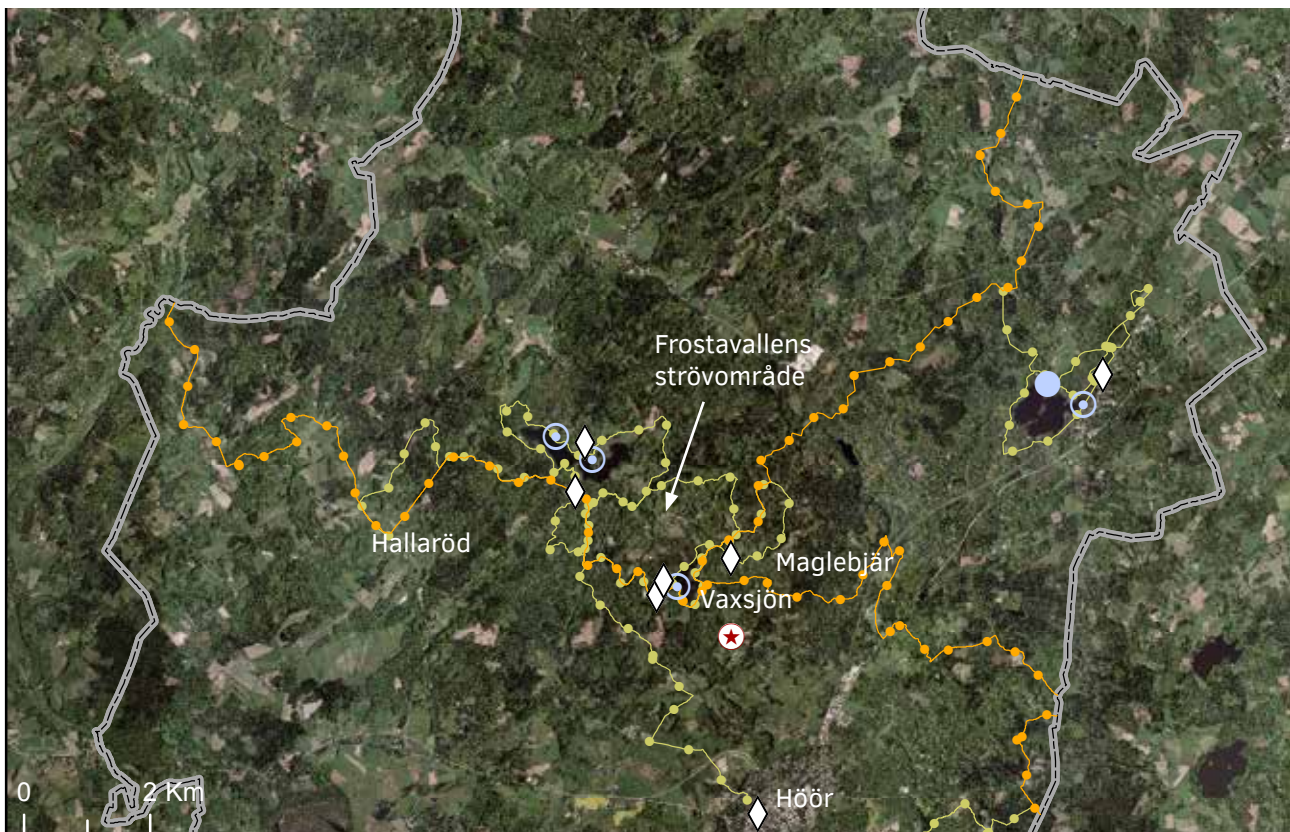 Frostavallens
strövområde
Hallaröd
Maglebjär
Vaxsjön
0 2 Km
Höör